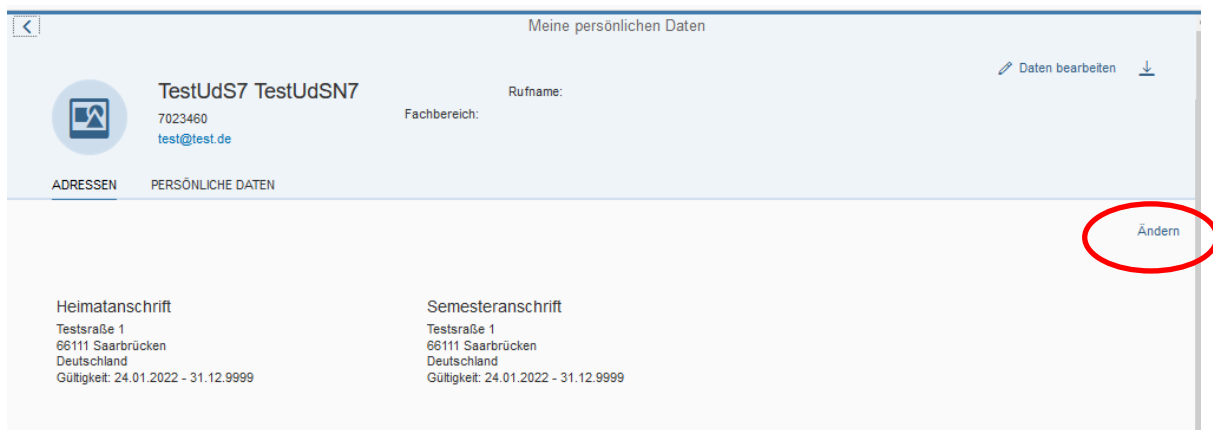 Meine persönlichen Daten
Daten bearbeiten
TestUdS7 TestUdSN7
Rufname:
7023460
Fachbereich:
test@test.de
ADRESSEN PERSÖNLICHE DATEN
Ändern
Heimatanschrift
Testsraße 1
66111 Saarbrücken
Deutschland
Gültigkeit: 24.01.2022 - 31.12.9999
Semesteranschrift
Testsraße 1
66111 Saarbrücken
Deutschland
Gültigkeit: 24.01.2022 - 31.12.9999